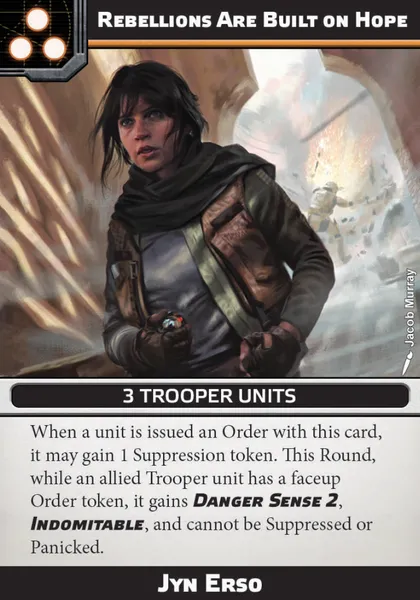 Rebellions Are Built on Hope
Jacob Murray
3 TROOPER UNITS
When a unit is issued an Order with this card,
it may gain 1 Suppression token. This Round,
while an allied Trooper unit has a faceup
Order token, it gains Danger Sense 2,
Indomitable, and cannot be Suppressed or
Panicked.
Jyn Erso